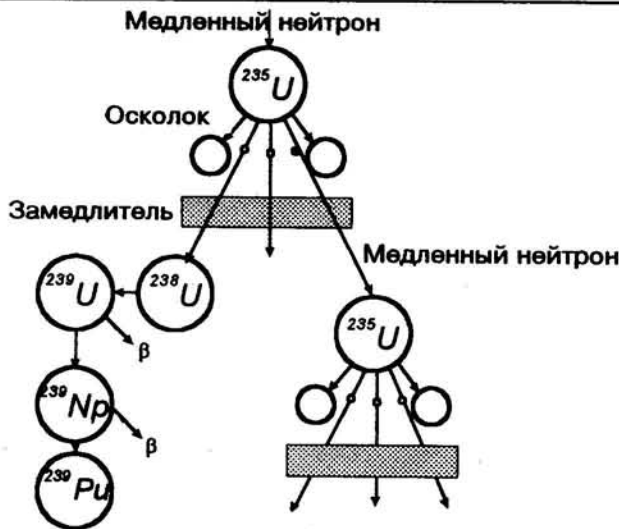 Медленный нейтрон
²³⁵U
Осколок
Замедлитель
Медленный нейтрон
²³⁹U
²³⁸U
β
²³⁵U
²³⁹Np
β
²³⁹Pu